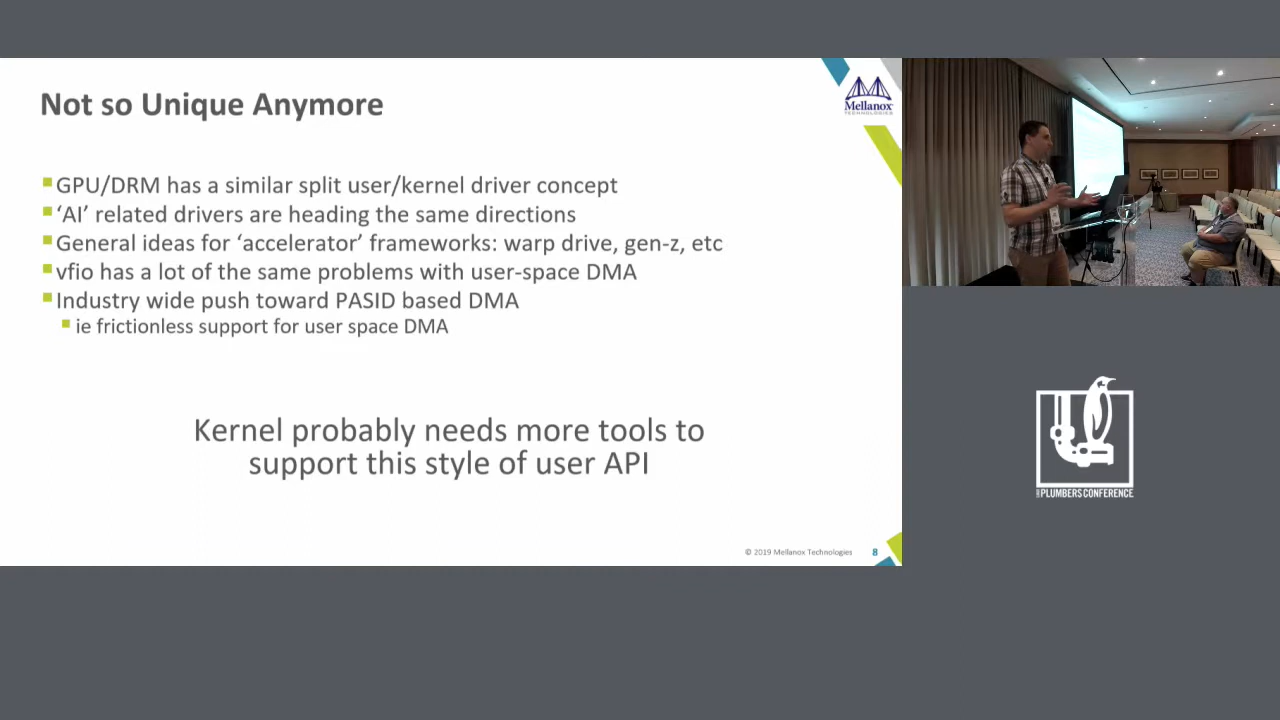 Not so Unique Anymore
Mellanox
TECHNOLOGIES
GPU/DRM has a similar split user/kernel driver concept
‘AI’ related drivers are heading the same directions
General ideas for ‘accelerator’ frameworks: warp drive, gen-z, etc
vfio has a lot of the same problems with user-space DMA
Industry wide push toward PASID based DMA
ie frictionless support for user space DMA
Kernel probably needs more tools to
support this style of user API
© 2019 Mellanox Technologies 8
PLUMBERS CONFERENCE